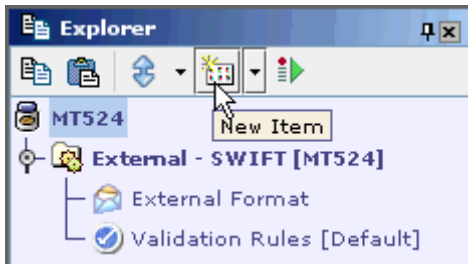 Explorer
New Item
MT524
External - SWIFT [MT524]
External Format
Validation Rules [Default]